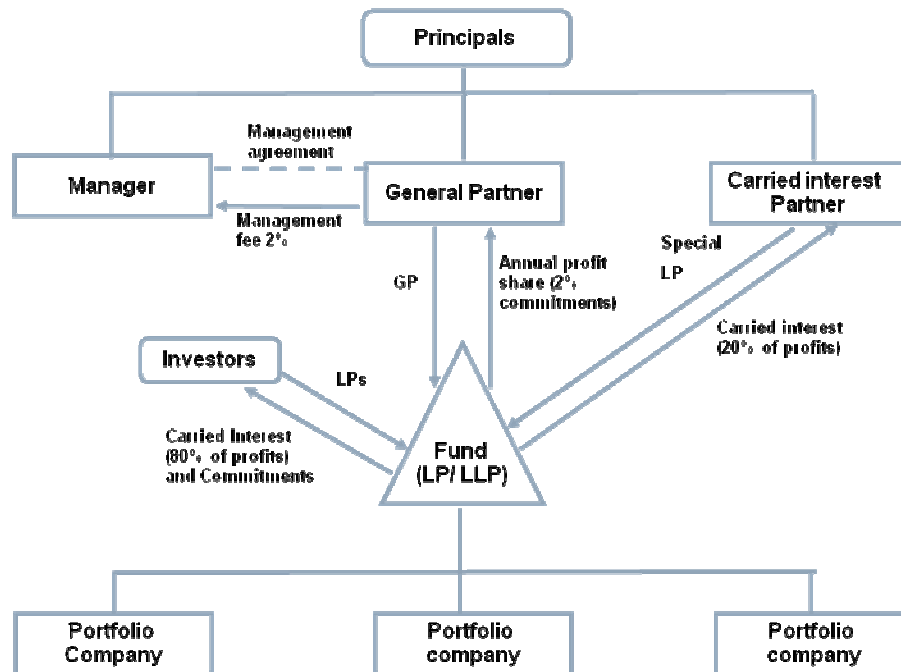 Principals
Management
agreement
Manager
General Partner
Carried interest
Partner
Management
fee 2%
GP
Annual profit
share (2%
commitments)
Special
LP
Carried interest
(20% of profits)
Investors
LPs
Carried Interest
(80% of profits)
and Commitments
Fund
(LP/ LLP)
Portfolio
Company
Portfolio
company
Portfolio
company